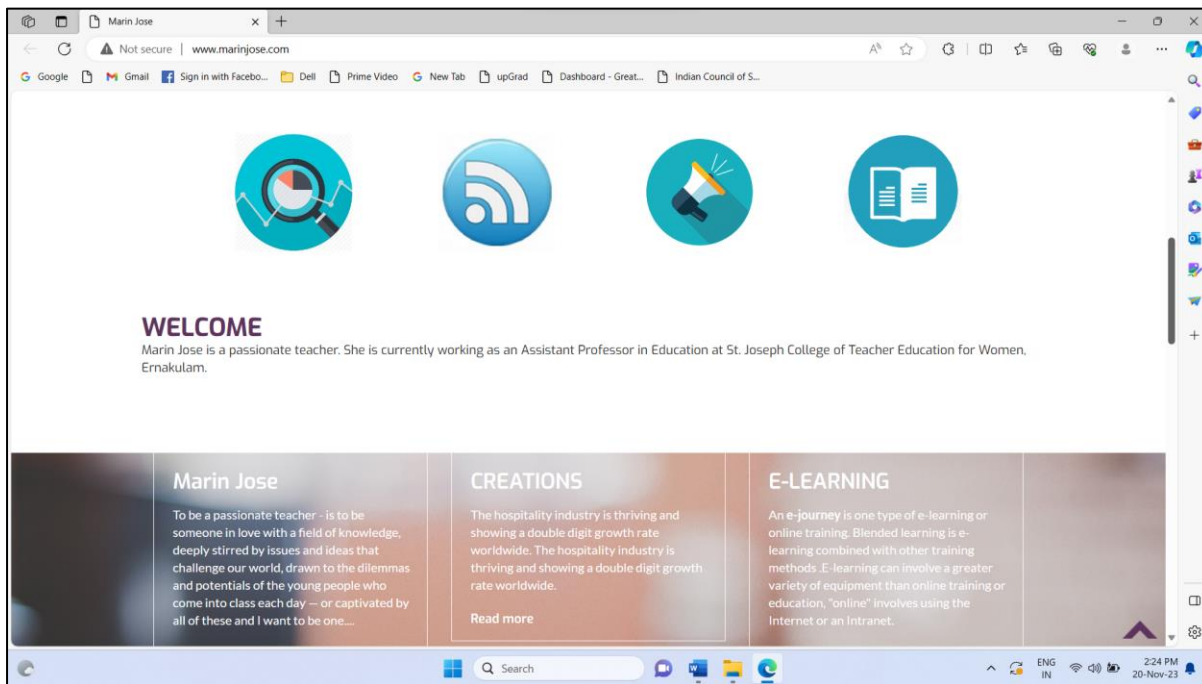 Marin Jose
Not secure | www.marinjose.com
Google
Gmail
Sign in with Facebo...
Dell
Prime Video
New Tab
upGrad
Dashboard - Great...
Indian Council of S...
WELCOME
Marin Jose is a passionate teacher. She is currently working as an Assistant Professor in Education at St. Joseph College of Teacher Education for Women,
Ernakulam.
Marin Jose
To be a passionate teacher - is to be
someone in love with a field of knowledge,
deeply stirred by issues and ideas that
challenge our world, drawn to the dilemmas
and potentials of the young people who
come into class each day — or captivated by
all of these and I want to be one....
CREATIONS
The hospitality industry is thriving and
showing a double digit growth rate
worldwide. The hospitality industry is
thriving and showing a double digit growth
rate worldwide.
Read more
E-LEARNING
An e-journey is one type of e-learning or
online training. Blended learning is e-
learning combined with other training
methods .E-learning can involve a greater
variety of equipment than online training or
education, "online" involves using the
Internet or an Intranet.
Search
ENG
IN
2:24 PM
20-Nov-23